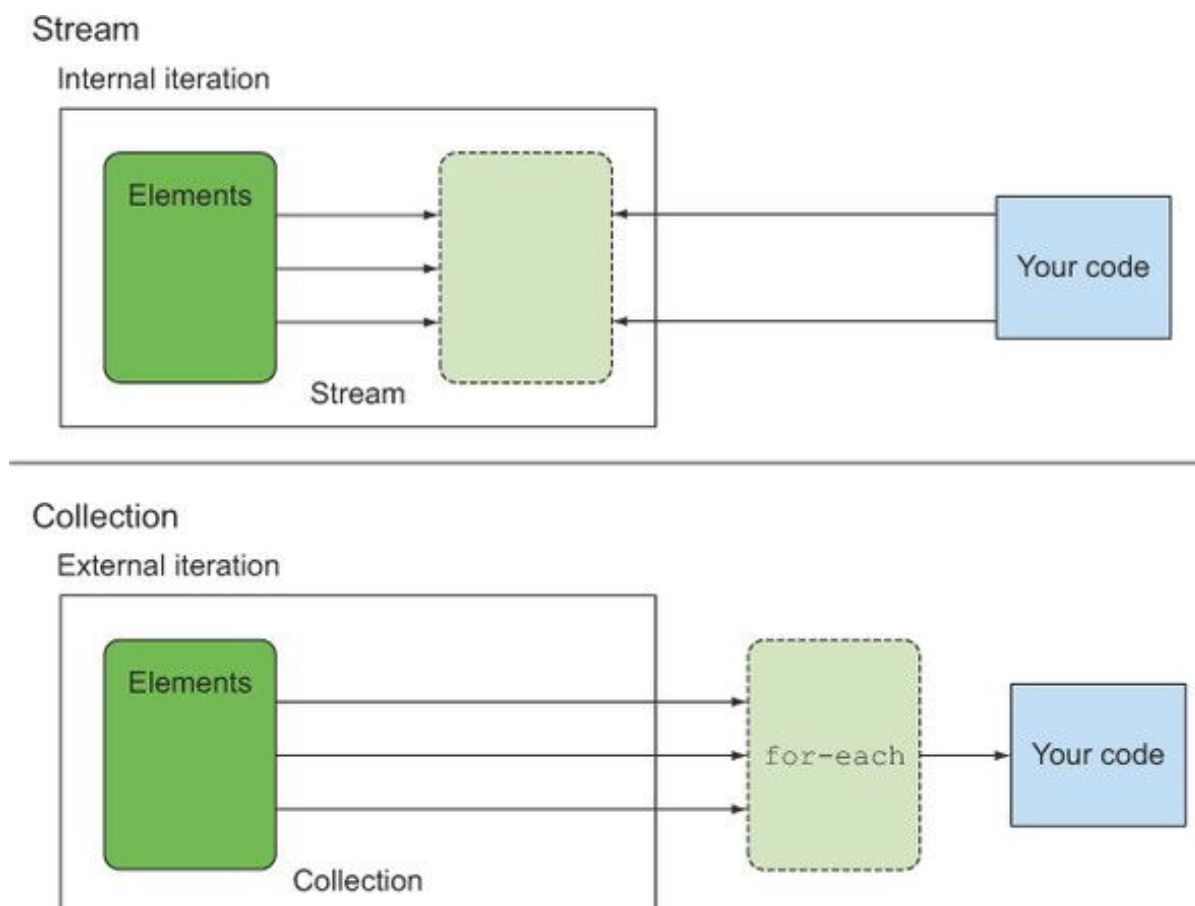 Stream
Internal iteration
Elements
Your code
Stream
Collection
External iteration
Elements
for-each
Your code
Collection